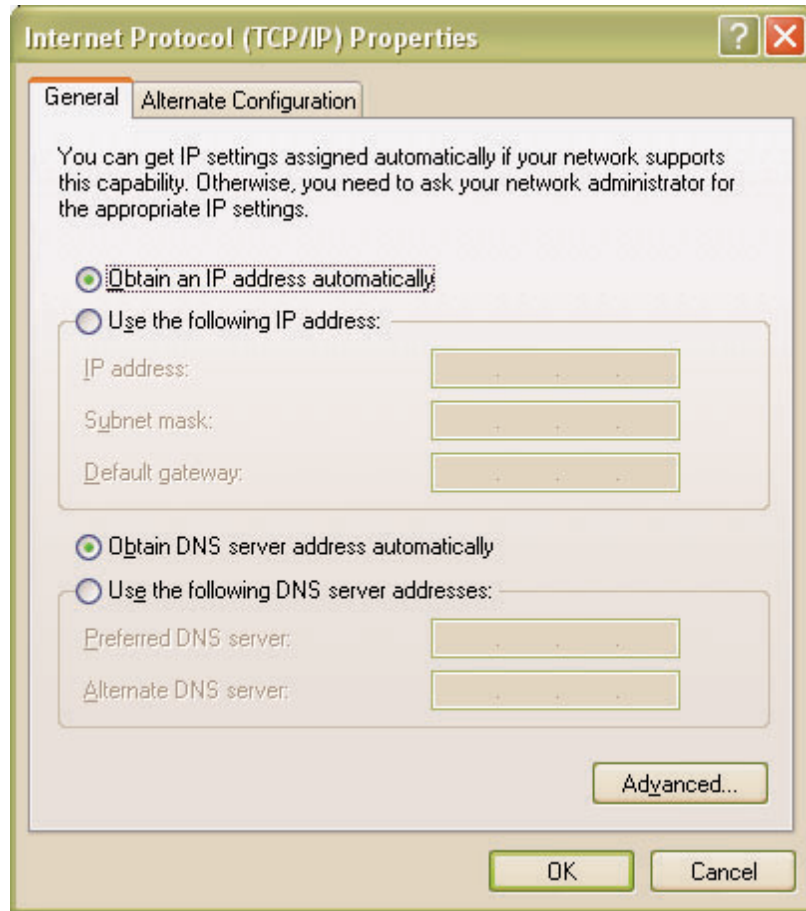 Internet Protocol (TCP/IP) Properties
General
Alternate Configuration
You can get IP settings assigned automatically if your network supports
this capability. Otherwise, you need to ask your network administrator for
the appropriate IP settings.
Obtain an IP address automatically
Use the following IP address:
IP address:
Subnet mask:
Default gateway:
Obtain DNS server address automatically
Use the following DNS server addresses:
Preferred DNS server:
Alternate DNS server:
Advanced...
OK
Cancel